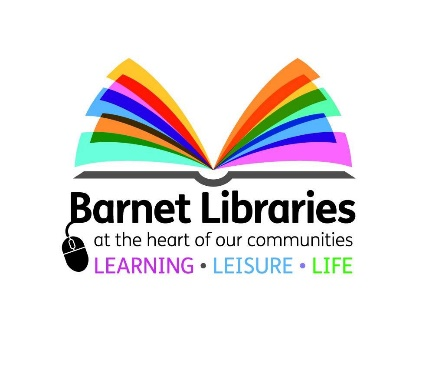 Barnet Libraries
at the heart of our communities
LEARNING • LEISURE • LIFE